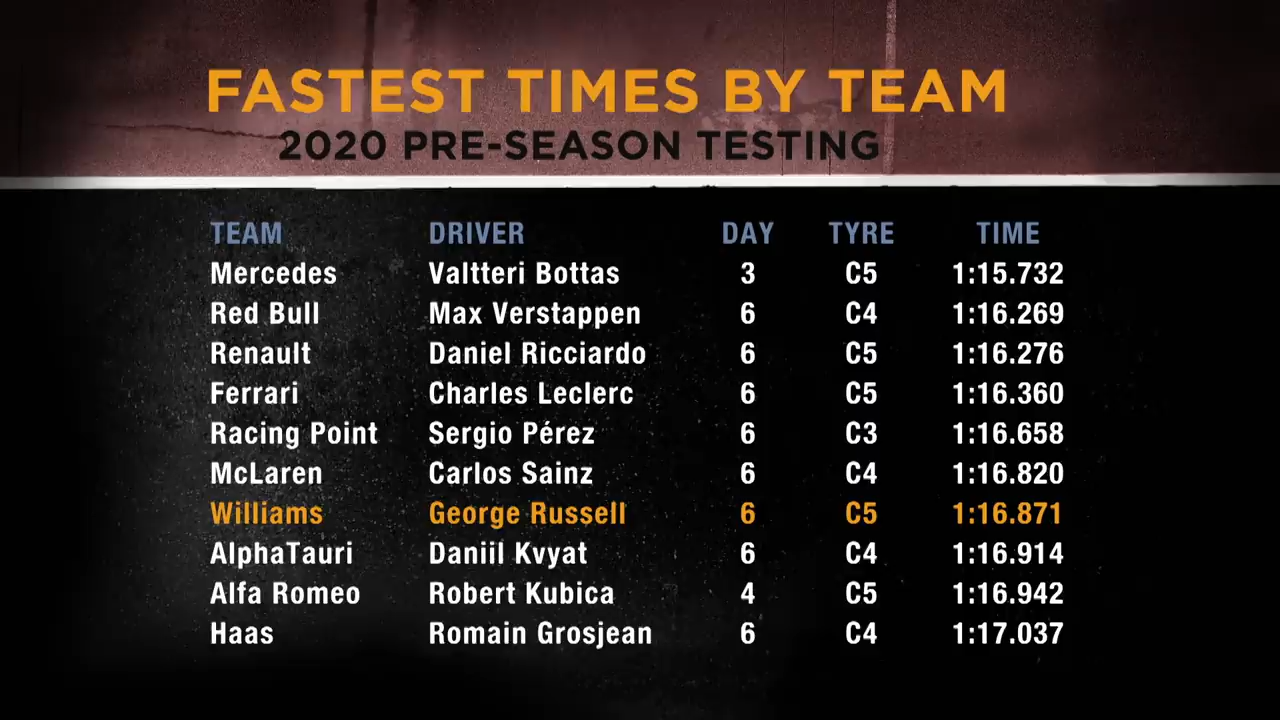 FASTEST TIMES BY TEAM
2020 PRE-SEASON TESTING
TEAM DRIVER DAY TYRE TIME
Mercedes Valtteri Bottas 3 C5 1:15.732
Red Bull Max Verstappen 6 C4 1:16.269
Renault Daniel Ricciardo 6 C5 1:16.276
Ferrari Charles Leclerc 6 C5 1:16.360
Racing Point Sergio Pérez 6 C3 1:16.658
McLaren Carlos Sainz 6 C4 1:16.820
Williams George Russell 6 C5 1:16.871
AlphaTauri Daniil Kvyat 6 C4 1:16.914
Alfa Romeo Robert Kubica 4 C5 1:16.942
Haas Romain Grosjean 6 C4 1:17.037